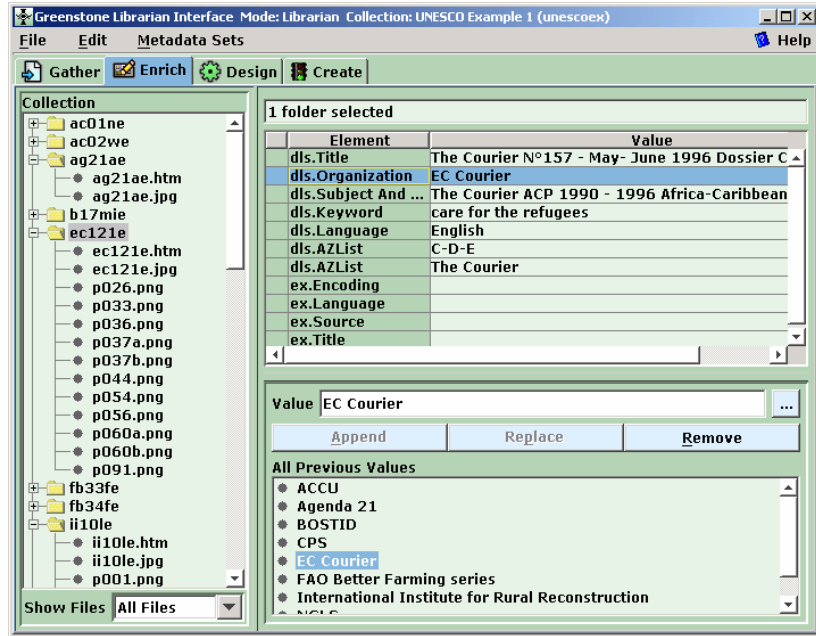 Greenstone Librarian Interface Mode: Librarian Collection: UNESCO Example 1 (unescoex)
File Edit Metadata Sets Help
Gather Enrich Design Create
Collection
ac01ne
ac02we
ag21ae
ag21ae.htm
ag21ae.jpg
b17mie
ec121e
ec121e.htm
ec121e.jpg
p026.png
p033.png
p036.png
p037a.png
p037b.png
p044.png
p054.png
p056.png
p060a.png
p060b.png
p091.png
fb33fe
fb34fe
ii10le
ii10le.htm
ii10le.jpg
p001.png
Show Files All Files
1 folder selected
Element Value
dls.Title The Courier N°157 - May- June 1996 Dossier C
dls.Organization EC Courier
dls.Subject And ... The Courier ACP 1990 - 1996 Africa-Caribbean
dls.Keyword care for the refugees
dls.Language English
dls.AZList C-D-E
dls.AZList The Courier
ex.Encoding
ex.Language
ex.Source
ex.Title
Value EC Courier ...
Append Replace Remove
All Previous Values
ACCU
Agenda 21
BOSTID
CPS
EC Courier
FAO Better Farming series
International Institute for Rural Reconstruction